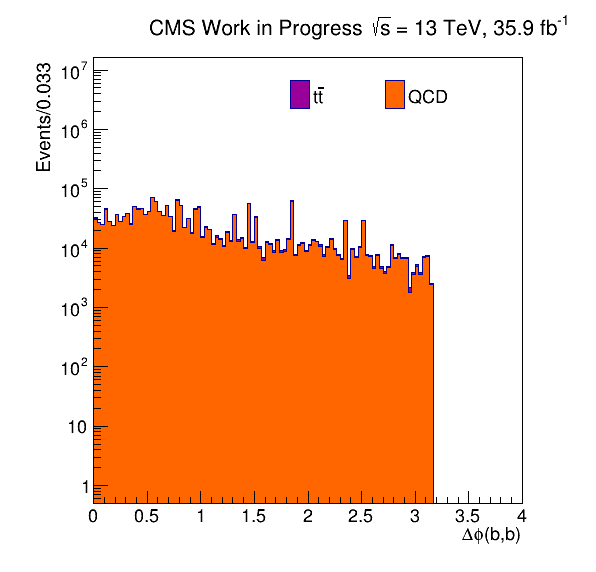 CMS Work in Progress √s = 13 TeV, 35.9 fb⁻¹
Events/0.033
10⁷
10⁶
10⁵
10⁴
10³
10²
10
1
tt̄ QCD
0 0.5 1 1.5 2 2.5 3 3.5 4
Δϕ(b,b)